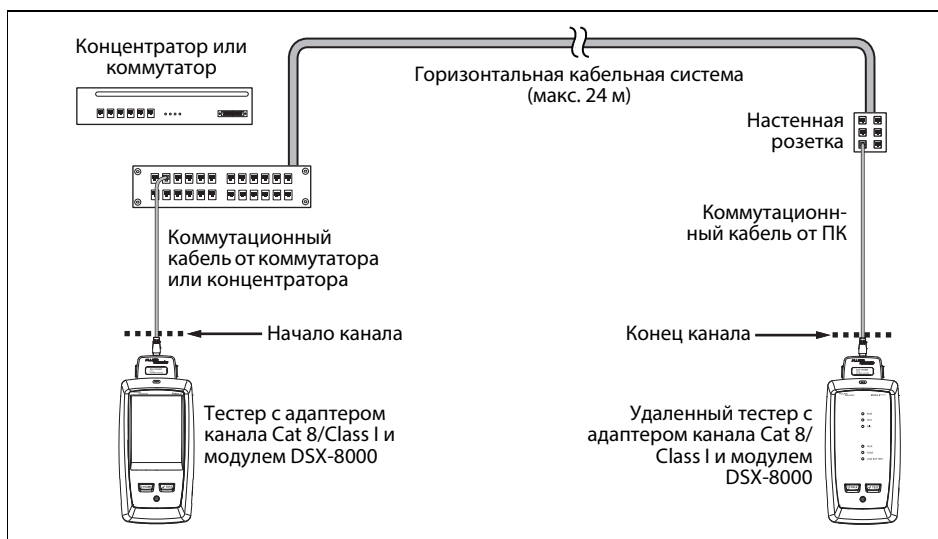 Концентратор или
коммутатор
Горизонтальная кабельная система
(макс. 24 м)
Настенная
розетка
Коммутационный
кабель от коммутатора
или концентратора
Коммутационн-
ный кабель от ПК
Начало канала
Конец канала
Тестер с адаптером
канала Cat 8/Class I и
модулем DSX-8000
Удаленный тестер с
адаптером канала Cat 8/
Class I и модулем
DSX-8000